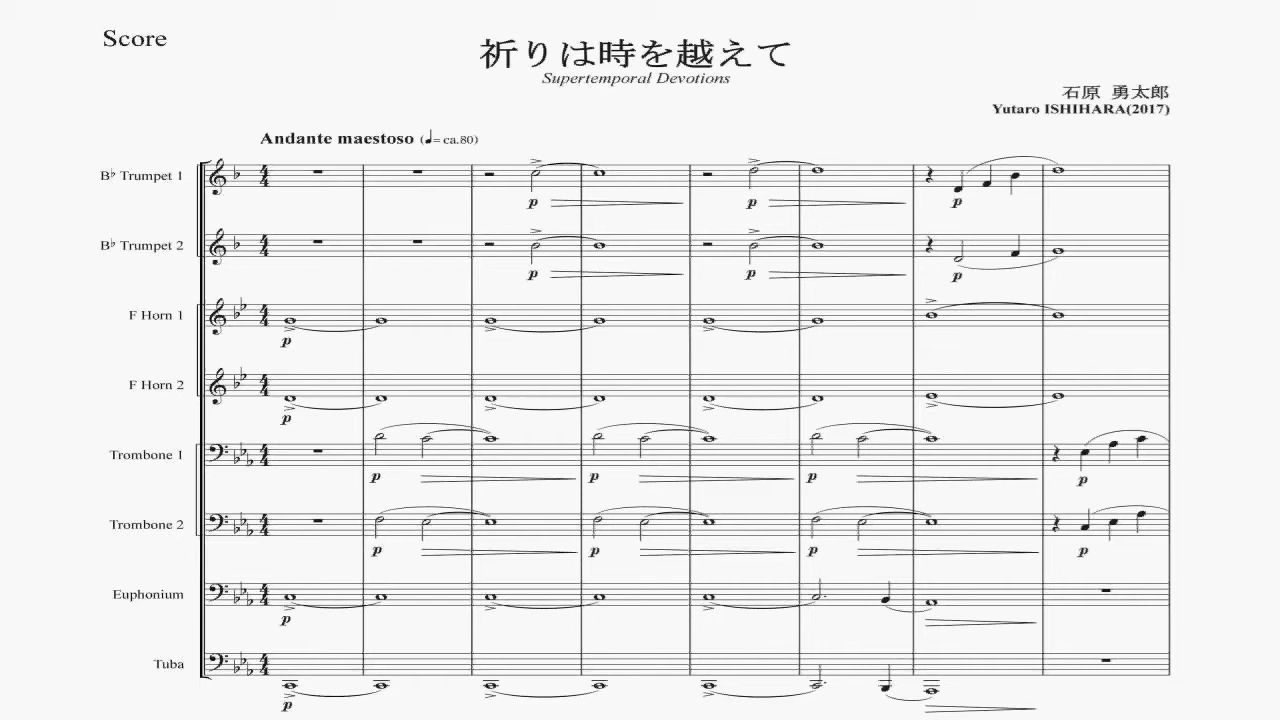 Score
祈りは時を越えて
Supertemporal Devotions
石原 勇太郎
Yutaro ISHIHARA(2017)
Andante maestoso (♩= ca.80)
B♭ Trumpet 1
p p p
B♭ Trumpet 2
p p p
F Horn 1
p
F Horn 2
p
Trombone 1
p p p p
Trombone 2
p p p p
Euphonium
p
Tuba
p